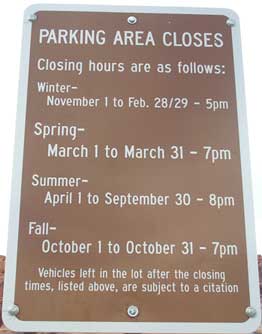 PARKING AREA CLOSES
Closing hours are as follows:
Winter–
November 1 to Feb. 28/29 - 5pm
Spring–
March 1 to March 31 - 7pm
Summer–
April 1 to September 30 - 8pm
Fall–
October 1 to October 31 - 7pm
Vehicles left in the lot after the closing
times, listed above, are subject to a citation